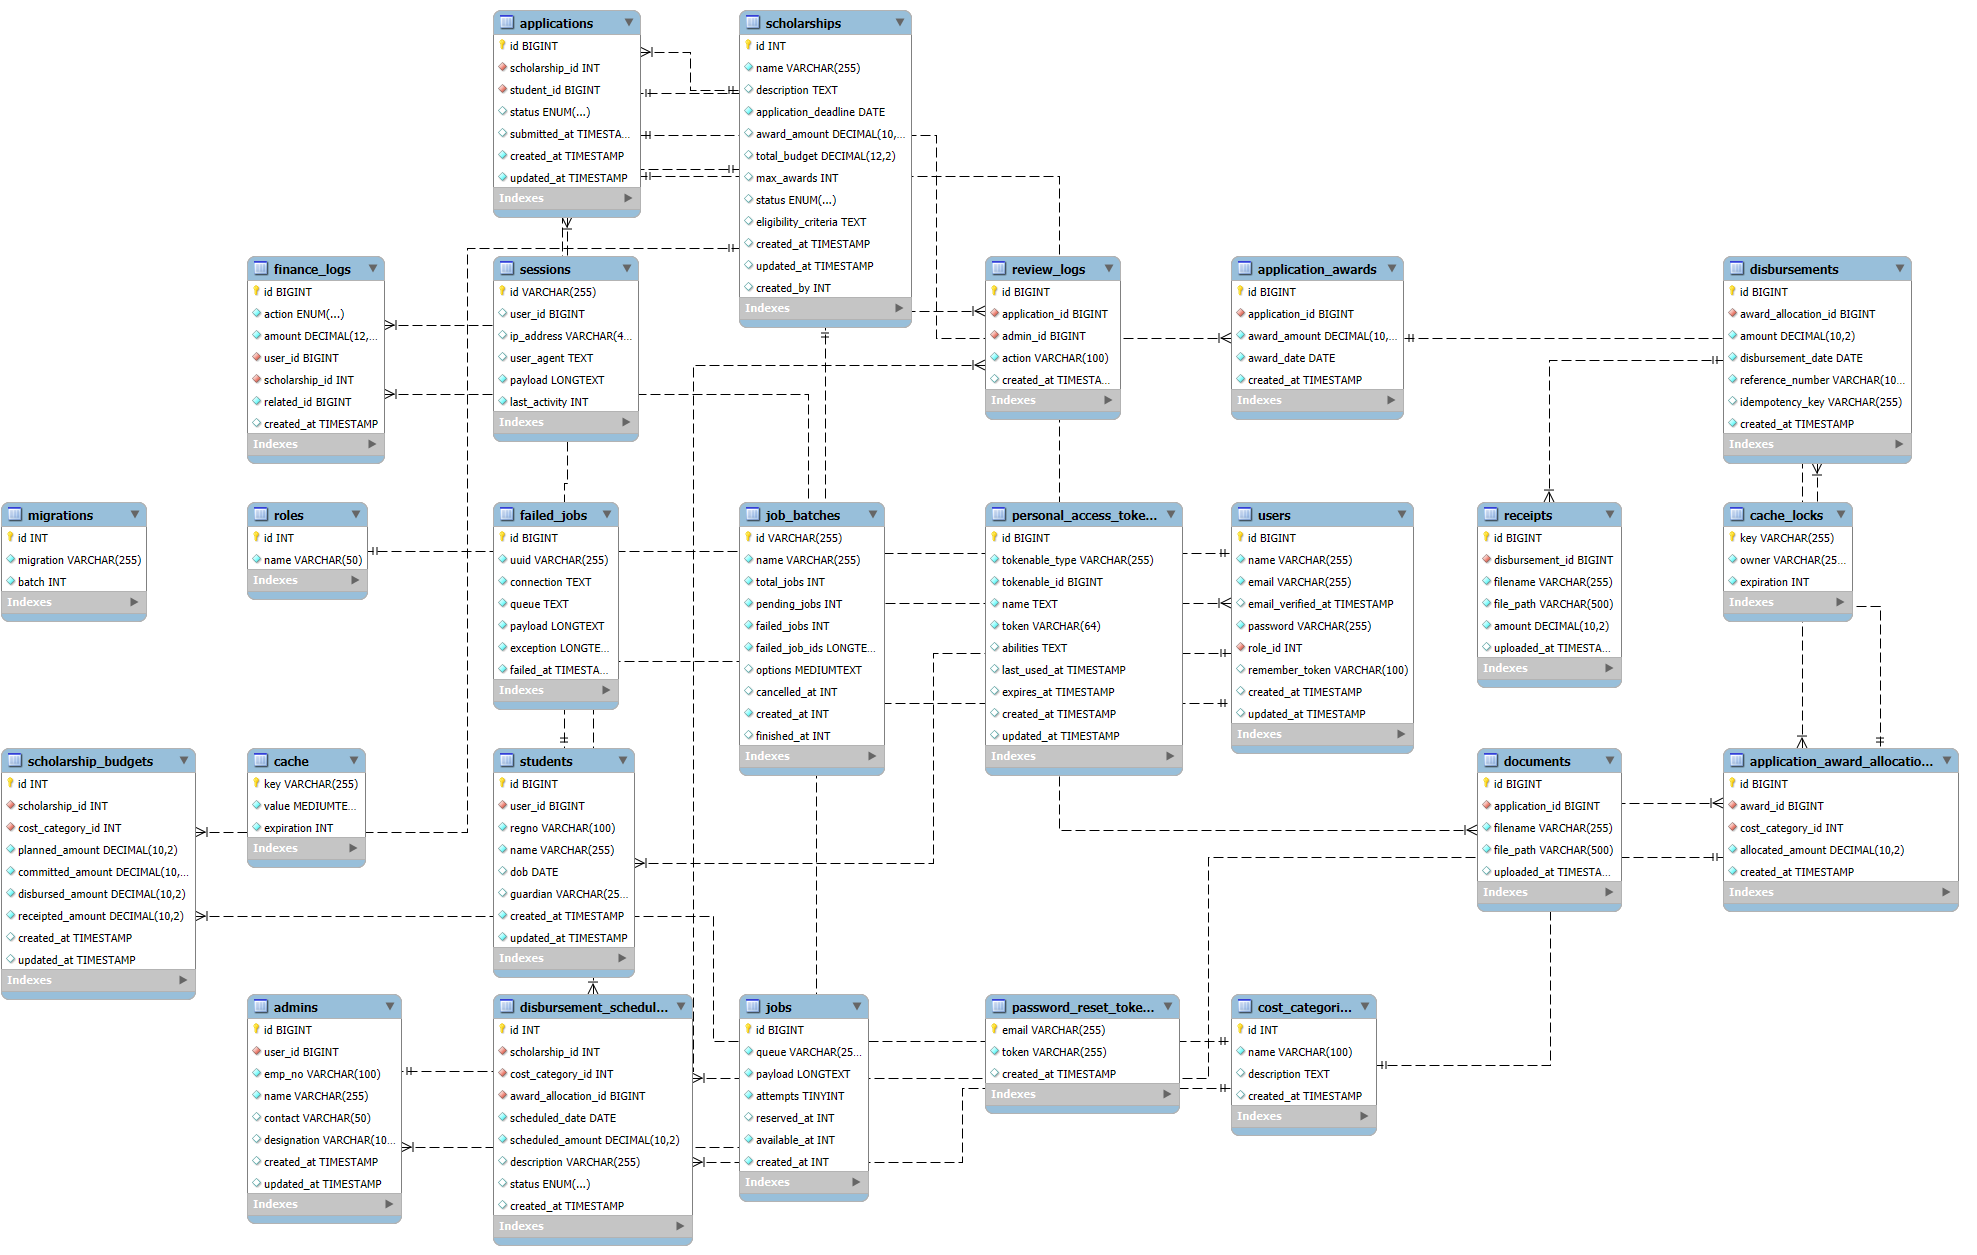 applications
id BIGINT
scholarship_id INT
student_id BIGINT
status ENUM(...)
submitted_at TIMESTA...
created_at TIMESTAMP
updated_at TIMESTAMP
Indexes
scholarships
id INT
name VARCHAR(255)
description TEXT
application_deadline DATE
award_amount DECIMAL(10,...
total_budget DECIMAL(12,2)
max_awards INT
status ENUM(...)
eligibility_criteria TEXT
created_at TIMESTAMP
updated_at TIMESTAMP
created_by INT
Indexes
finance_logs
id BIGINT
action ENUM(...)
amount DECIMAL(12,...
user_id BIGINT
scholarship_id INT
related_id BIGINT
created_at TIMESTAMP
Indexes
sessions
id VARCHAR(255)
user_id BIGINT
ip_address VARCHAR(4...
user_agent TEXT
payload LONGTEXT
last_activity INT
Indexes
review_logs
id BIGINT
application_id BIGINT
admin_id BIGINT
action VARCHAR(100)
created_at TIMESTA...
Indexes
application_awards
id BIGINT
application_id BIGINT
award_amount DECIMAL(10,...
award_date DATE
created_at TIMESTAMP
Indexes
disbursements
id BIGINT
award_allocation_id BIGINT
amount DECIMAL(10,2)
disbursement_date DATE
reference_number VARCHAR(10...
idempotency_key VARCHAR(255)
created_at TIMESTAMP
Indexes
migrations
id INT
migration VARCHAR(255)
batch INT
Indexes
roles
id INT
name VARCHAR(50)
Indexes
failed_jobs
id BIGINT
uuid VARCHAR(255)
connection TEXT
queue TEXT
payload LONGTEXT
exception LONGTE...
failed_at TIMESTA...
Indexes
job_batches
id VARCHAR(255)
name VARCHAR(255)
total_jobs INT
pending_jobs INT
failed_jobs INT
failed_job_ids LONGTE...
options MEDIUMTEXT
cancelled_at INT
created_at INT
finished_at INT
Indexes
personal_access_toke...
id BIGINT
tokenable_type VARCHAR(255)
tokenable_id BIGINT
name TEXT
token VARCHAR(64)
abilities TEXT
last_used_at TIMESTAMP
expires_at TIMESTAMP
created_at TIMESTAMP
updated_at TIMESTAMP
Indexes
users
id BIGINT
name VARCHAR(255)
email VARCHAR(255)
email_verified_at TIMESTAMP
password VARCHAR(255)
role_id INT
remember_token VARCHAR(100)
created_at TIMESTAMP
updated_at TIMESTAMP
Indexes
receipts
id BIGINT
disbursement_id BIGINT
filename VARCHAR(255)
file_path VARCHAR(500)
amount DECIMAL(10,2)
uploaded_at TIMESTA...
Indexes
cache_locks
key VARCHAR(255)
owner VARCHAR(25...
expiration INT
Indexes
scholarship_budgets
id INT
scholarship_id INT
cost_category_id INT
planned_amount DECIMAL(10,2)
committed_amount DECIMAL(10,...
disbursed_amount DECIMAL(10,2)
receipted_amount DECIMAL(10,2)
created_at TIMESTAMP
updated_at TIMESTAMP
Indexes
cache
key VARCHAR(255)
value MEDIUMTE...
expiration INT
Indexes
students
id BIGINT
user_id BIGINT
regno VARCHAR(100)
name VARCHAR(255)
dob DATE
guardian VARCHAR(25...
created_at TIMESTAMP
updated_at TIMESTAMP
Indexes
documents
id BIGINT
application_id BIGINT
filename VARCHAR(255)
file_path VARCHAR(500)
uploaded_at TIMESTA...
Indexes
application_award_allocatio...
id BIGINT
award_id BIGINT
cost_category_id INT
allocated_amount DECIMAL(10,2)
created_at TIMESTAMP
Indexes
admins
id BIGINT
user_id BIGINT
emp_no VARCHAR(100)
name VARCHAR(255)
contact VARCHAR(50)
designation VARCHAR(10...
created_at TIMESTAMP
updated_at TIMESTAMP
Indexes
disbursement_schedul...
id INT
scholarship_id INT
cost_category_id INT
award_allocation_id BIGINT
scheduled_date DATE
scheduled_amount DECIMAL(10,2)
description VARCHAR(255)
status ENUM(...)
created_at TIMESTAMP
Indexes
jobs
id BIGINT
queue VARCHAR(25...
payload LONGTEXT
attempts TINYINT
reserved_at INT
available_at INT
created_at INT
Indexes
password_reset_toke...
email VARCHAR(255)
token VARCHAR(255)
created_at TIMESTAMP
Indexes
cost_categori...
id INT
name VARCHAR(100)
description TEXT
created_at TIMESTAMP
Indexes